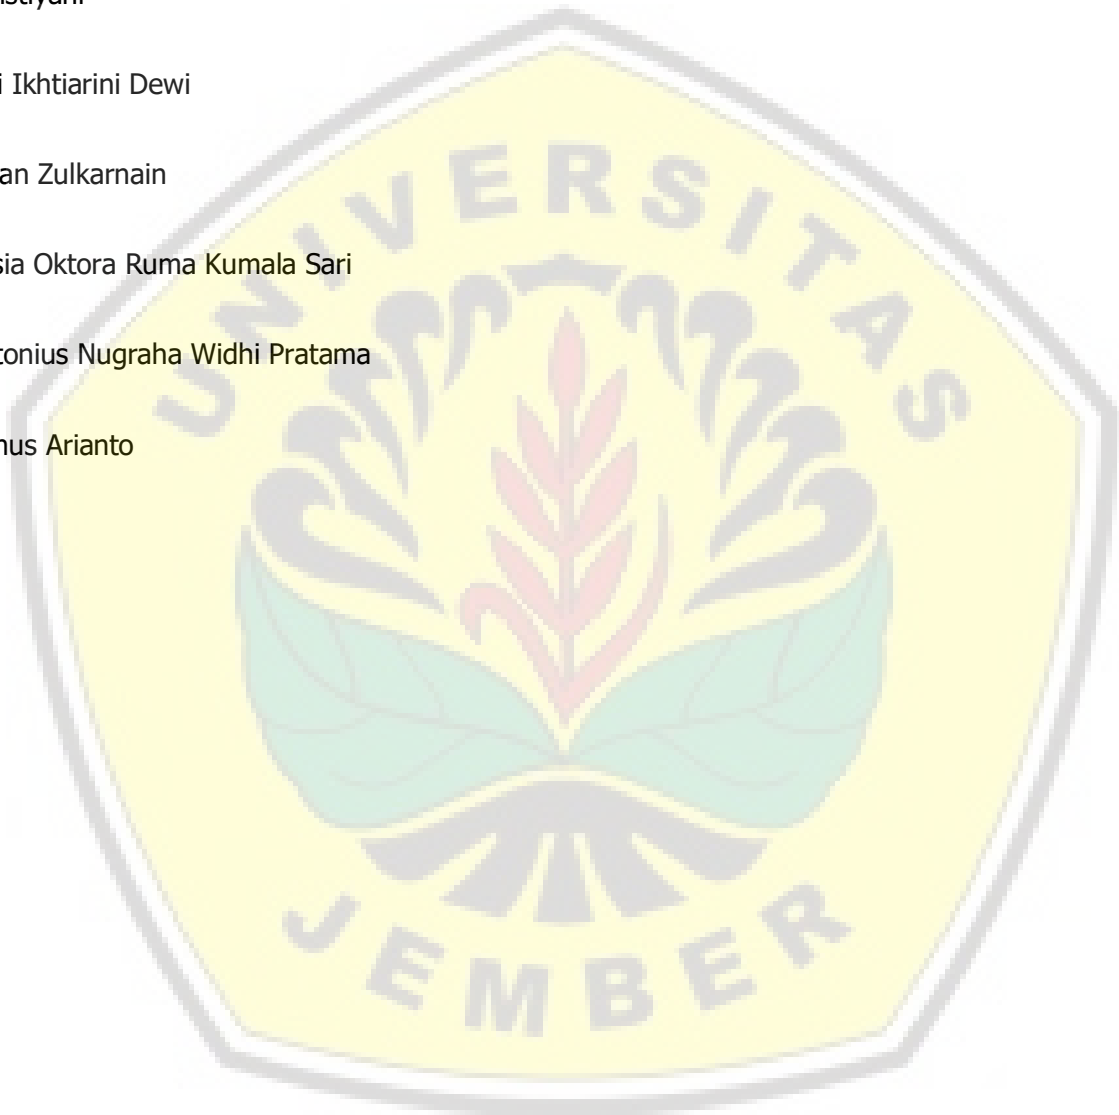 i Ikhtiarini Dewi
an Zulkarnain
sia Oktora Ruma Kumala Sari
tonius Nugraha Widhi Pratama
nus Arianto
UNIVERSITAS
JEMBER